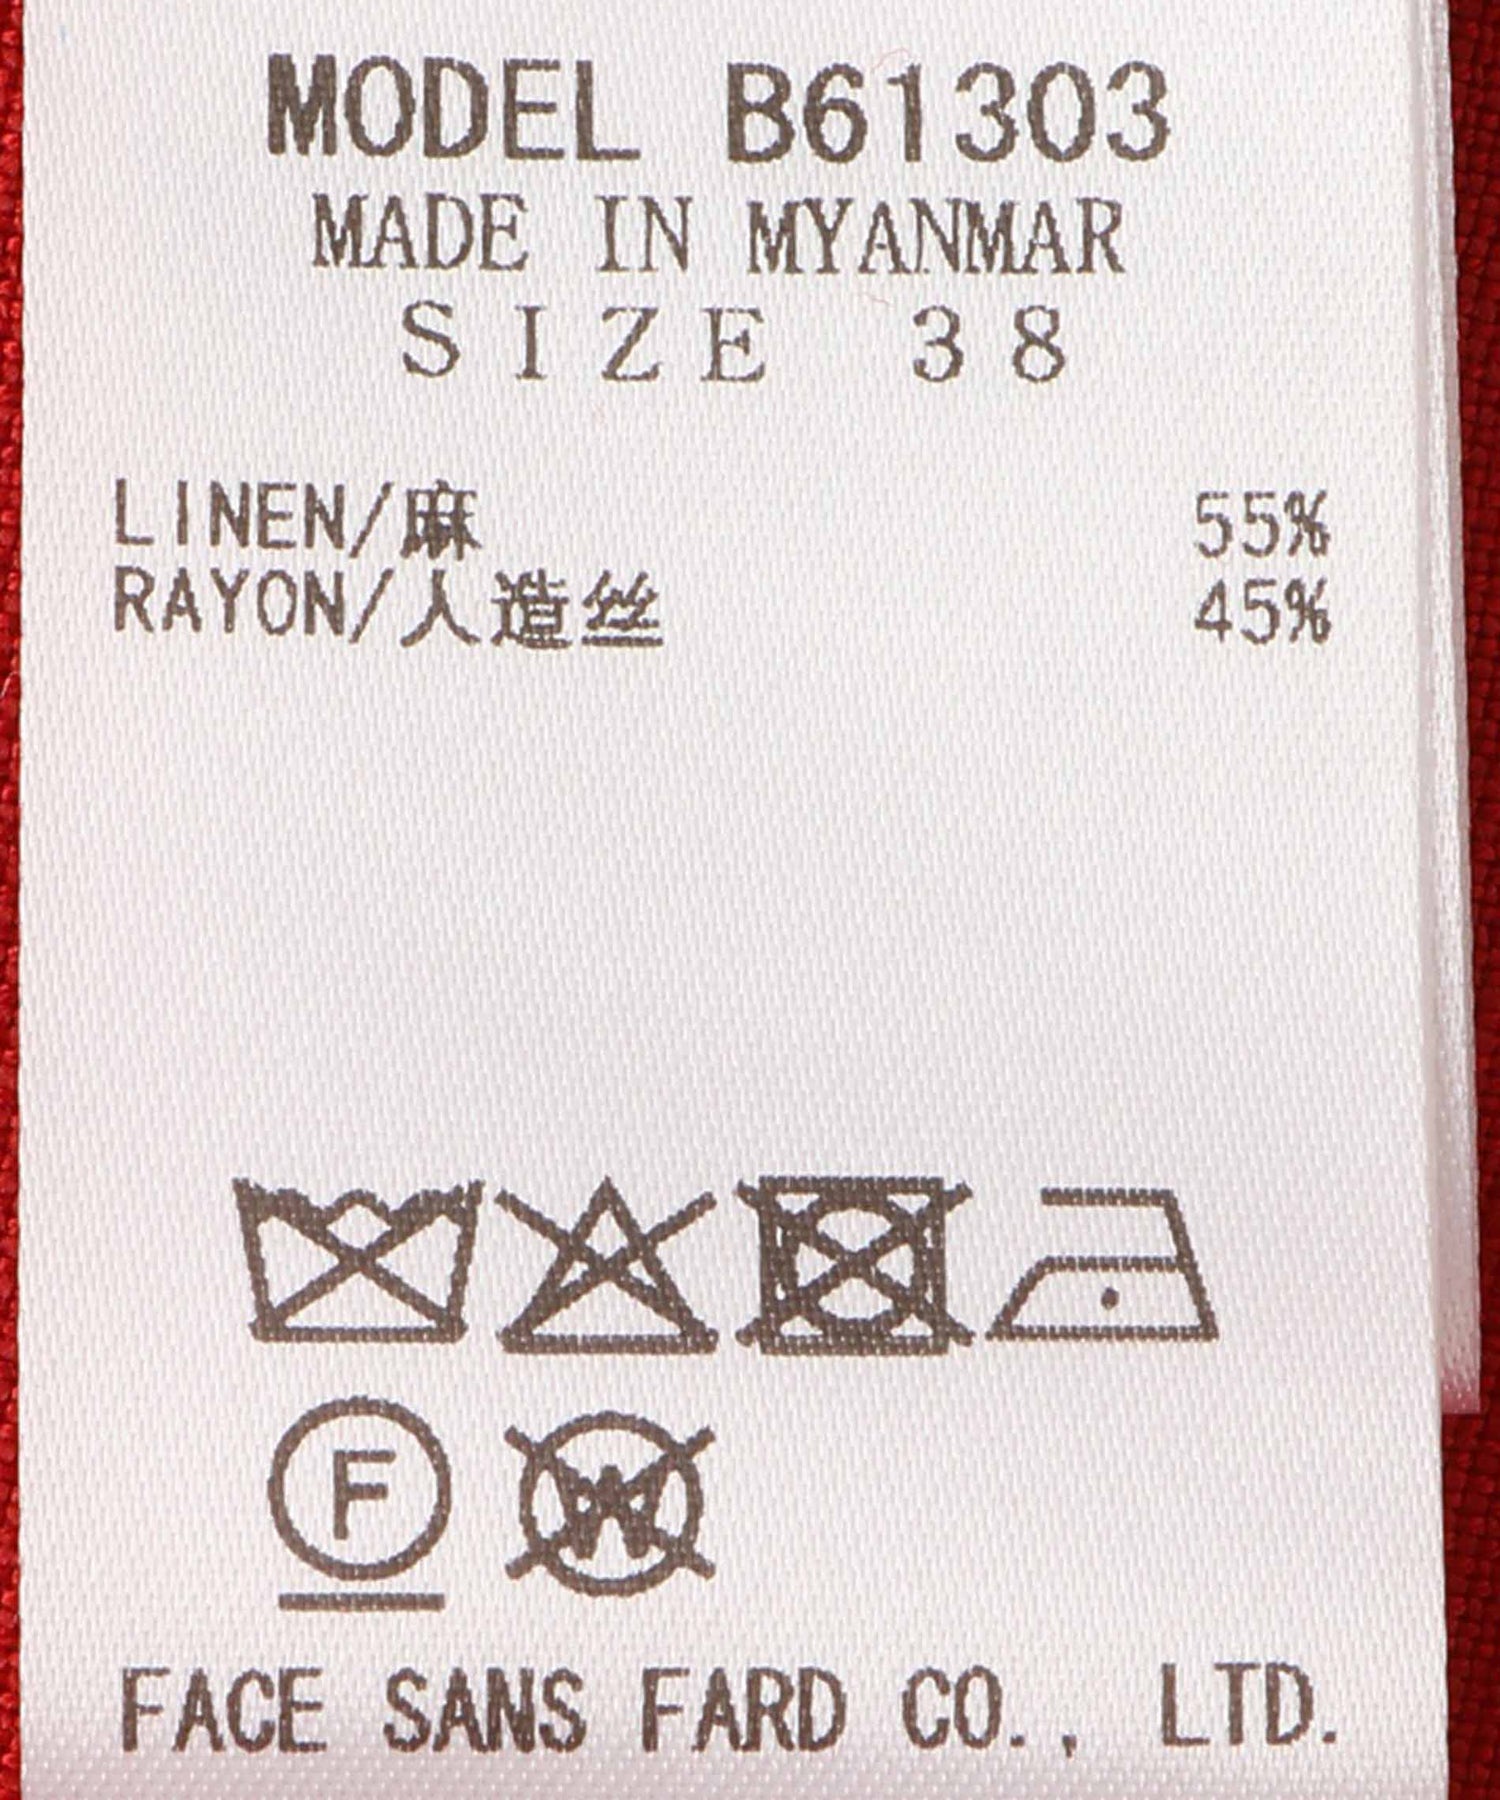 MODEL B61303
MADE IN MYANMAR
SIZE 38
LINEN/麻 55%
RAYON/人造丝 45%
F W
FACE SANS FARD CO., LTD.